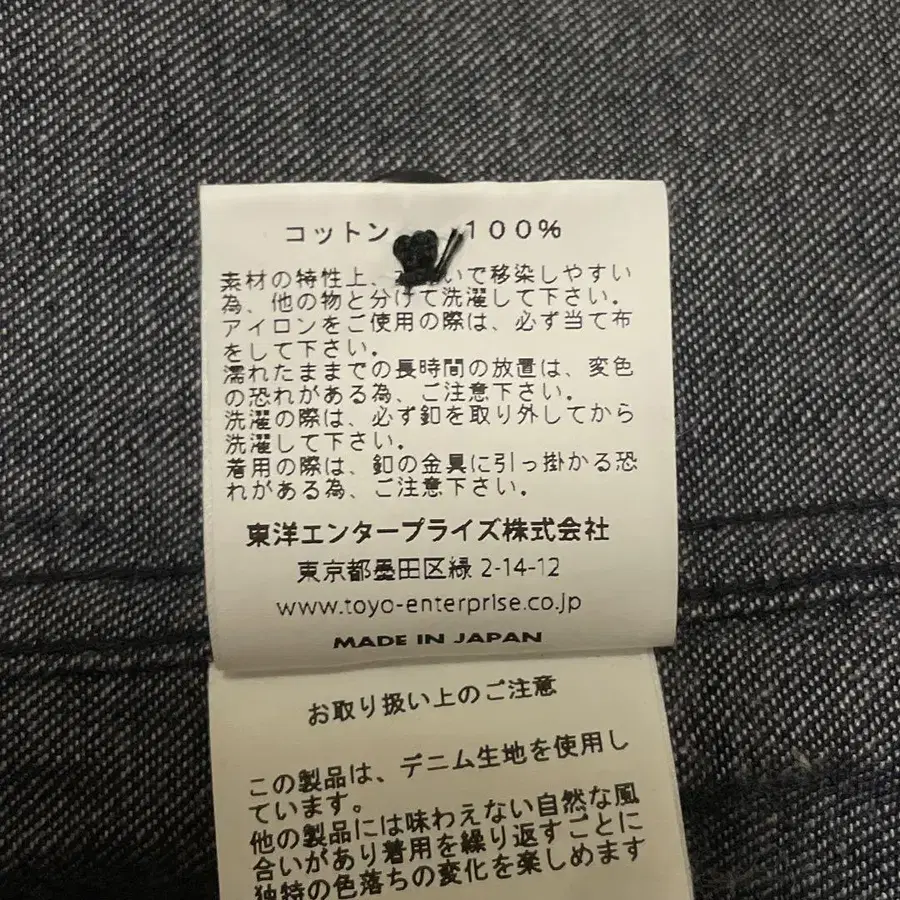 コットン 100%
素材の特性上、いで移染しやすい
為、他の物と分けて洗濯して下さい。
アイロンをご使用の際は、必ず当て布
をして下さい。
濡れたままでの長時間の放置は、変色
の恐れがある為、ご注意下さい。
洗濯の際は、必ず釦を取り外してから
洗濯して下さい。
着用の際は、釦の金具に引っ掛かる恐
れがある為、ご注意下さい。
東洋エンタープライズ株式会社
東京都墨田区緑 2-14-12
www.toyo-enterprise.co.jp
MADE IN JAPAN
お取り扱い上のご注意
この製品は、デニム生地を使用し
ています。
他の製品には味わえない自然な風
合いがあり着用を繰り返すごとに
独特の色落ちの変化を楽しめます